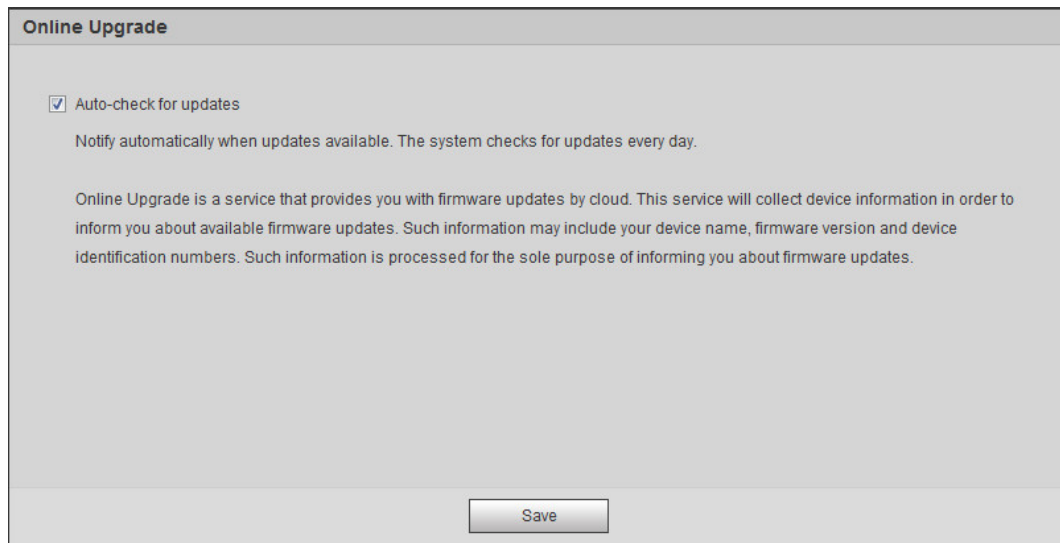 Online Upgrade
Auto-check for updates
Notify automatically when updates available. The system checks for updates every day.
Online Upgrade is a service that provides you with firmware updates by cloud. This service will collect device information in order to
inform you about available firmware updates. Such information may include your device name, firmware version and device
identification numbers. Such information is processed for the sole purpose of informing you about firmware updates.
Save